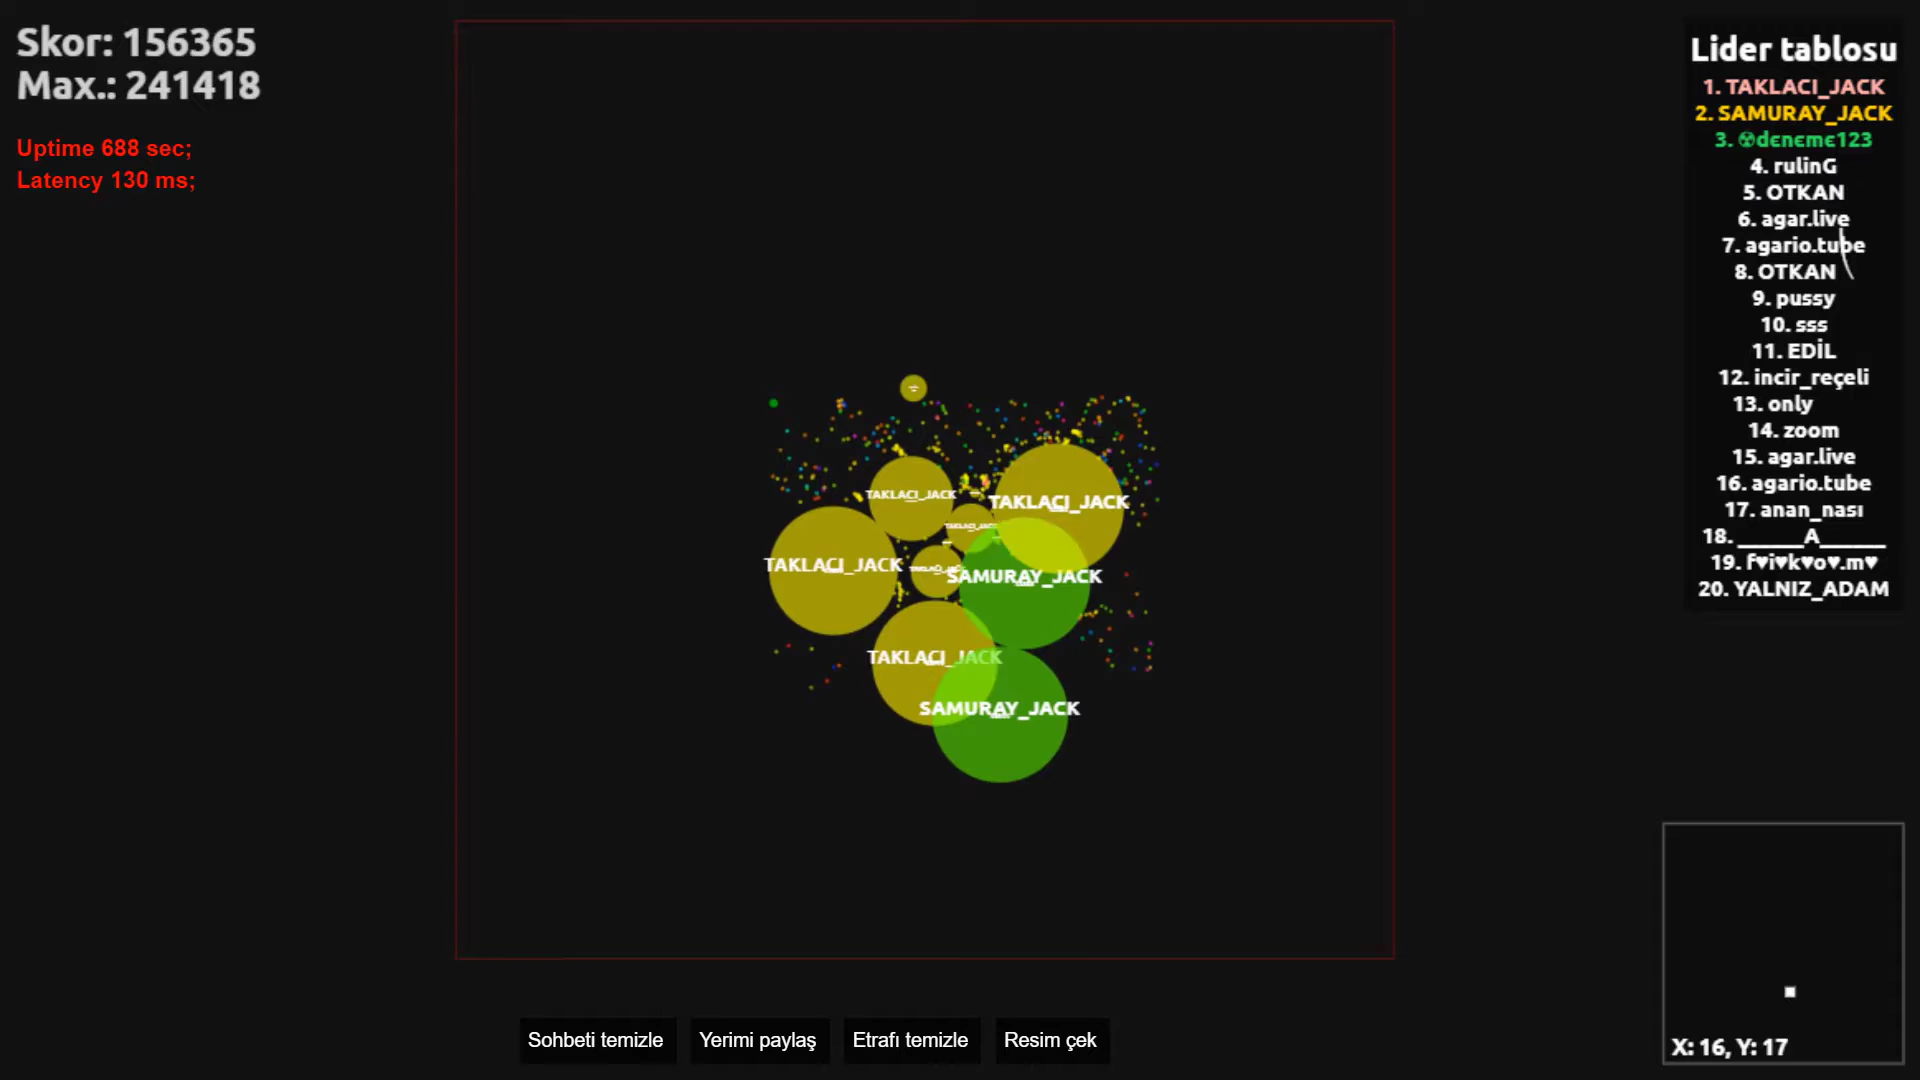 Skor: 156365
Max.: 241418
Uptime 688 sec;
Latency 130 ms;
Lider tablosu
1. TAKLACI_JACK
2. SAMURAY_JACK
3. ☢dєnєmє123
4. rulinG
5. OTKAN
6. agar.live
7. agario.tube
8. OTKAN
9. pussy
10. sss
11. EDİL
12. incir_reçeli
13. only
14. zoom
15. agar.live
16. agario.tube
17. anan_nası
18. ______A______
19. f♥i♥k♥o♥.m♥
20. YALNIZ_ADAM
TAKLACI_JACK
TAKLACI_JACK
TAKLACI_JACK
TAKLACI_JACK
TAKLACI_JACK
SAMURAY_JACK
TAKLACI_JACK
SAMURAY_JACK
X: 16, Y: 17
Sohbeti temizle
Yerimi paylaş
Etrafı temizle
Resim çek